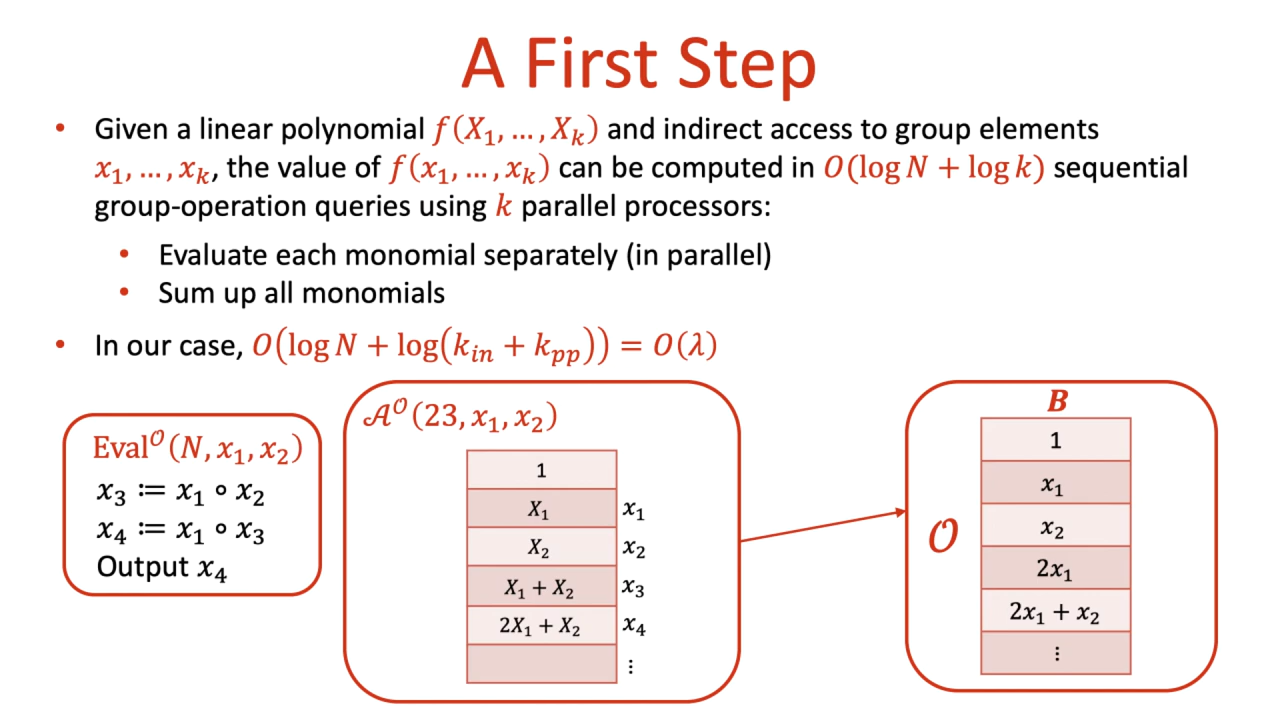 A First Step
• Given a linear polynomial f(X₁, … , Xₖ) and indirect access to group elements
x₁, … , xₖ, the value of f(x₁, … , xₖ) can be computed in O(log N + log k) sequential
group-operation queries using k parallel processors:
• Evaluate each monomial separately (in parallel)
• Sum up all monomials
• In our case, O(log N + log(k_in + k_pp)) = O(λ)
Eval^𝒪(N, x₁, x₂)
x₃ ≔ x₁ ∘ x₂
x₄ ≔ x₁ ∘ x₃
Output x₄
𝒜^𝒪(23, x₁, x₂)
1
X₁ x₁
X₂ x₂
X₁ + X₂ x₃
2X₁ + X₂ x₄
⋮
𝒪
B
1
x₁
x₂
2x₁
2x₁ + x₂
⋮